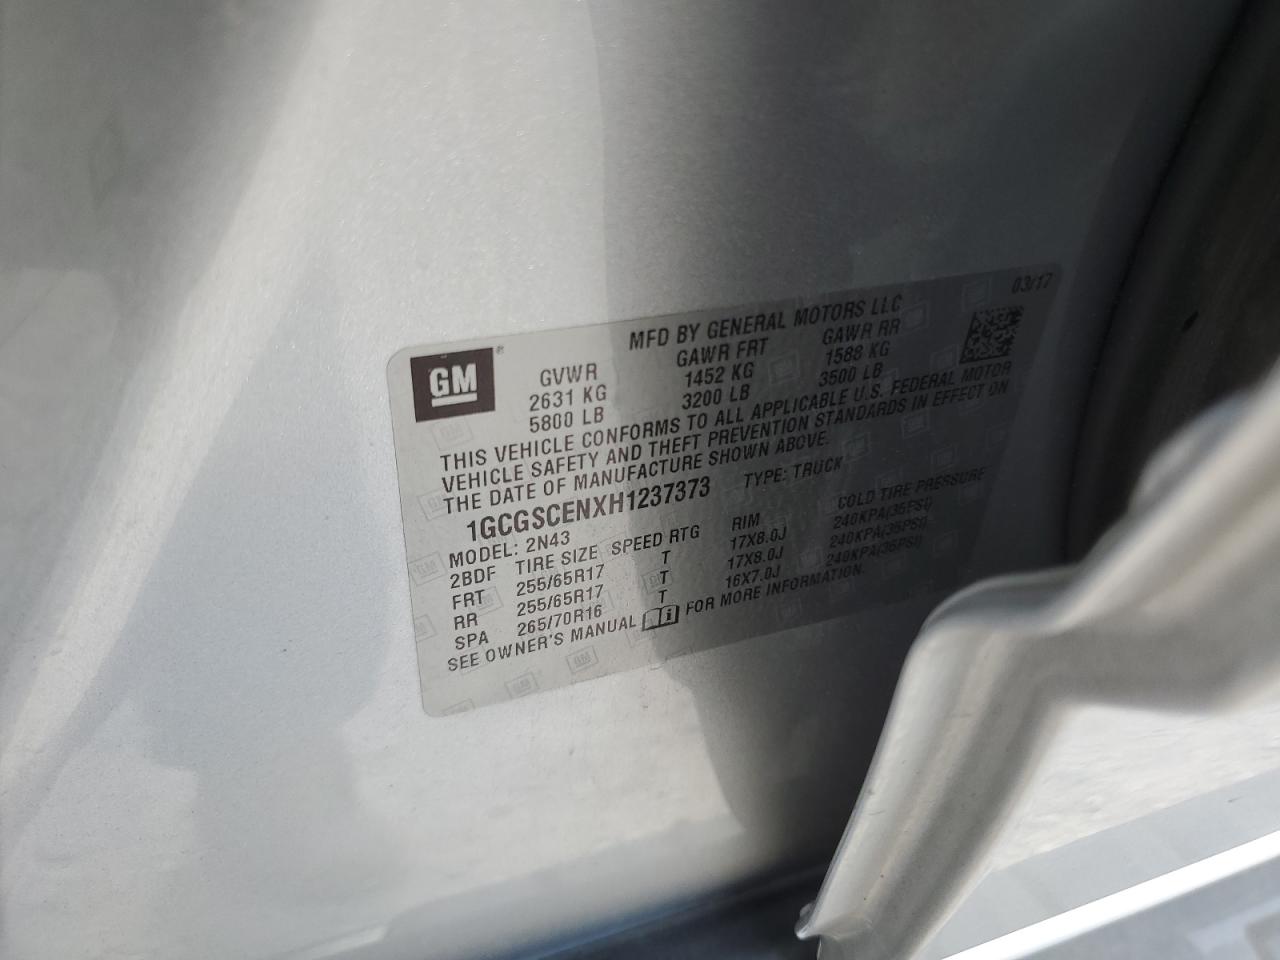 03/17
MFD BY GENERAL MOTORS LLC
GM
GVWR GAWR FRT GAWR RR
2631 KG 1452 KG 1588 KG
5800 LB 3200 LB 3500 LB
THIS VEHICLE CONFORMS TO ALL APPLICABLE U.S. FEDERAL MOTOR
VEHICLE SAFETY AND THEFT PREVENTION STANDARDS IN EFFECT ON
THE DATE OF MANUFACTURE SHOWN ABOVE.
1GCGSCENXH1237373 TYPE: TRUCK
MODEL: 2N43
2BDF TIRE SIZE SPEED RTG RIM COLD TIRE PRESSURE
FRT 255/65R17 T 17X8.0J 240KPA(35PSI)
RR 255/65R17 T 17X8.0J 240KPA(35PSI)
SPA 265/70R16 T 16X7.0J 240KPA(35PSI)
SEE OWNER'S MANUAL FOR MORE INFORMATION.